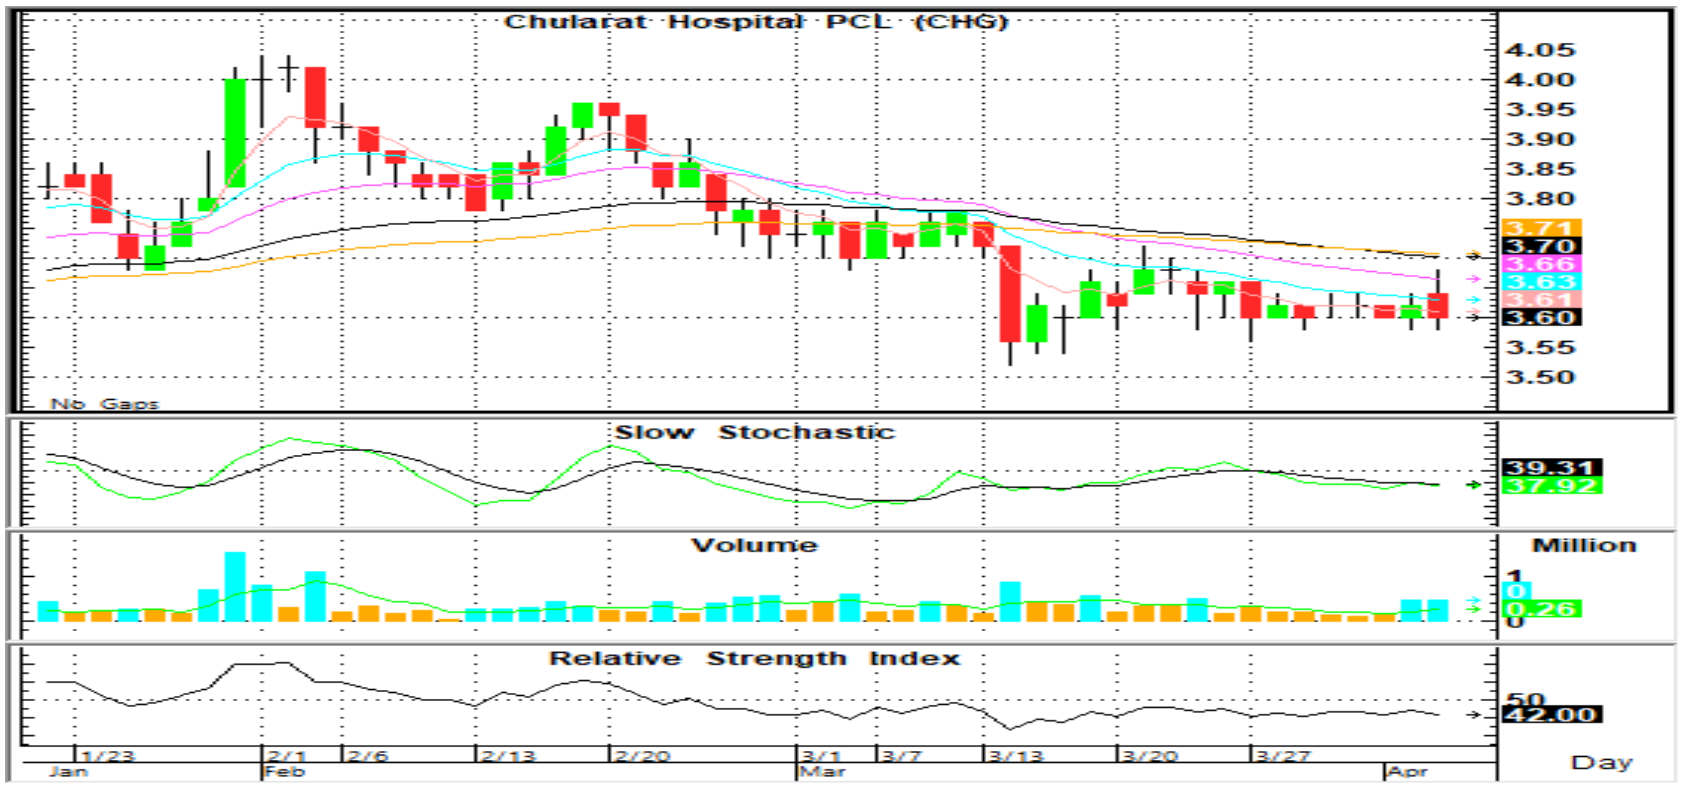 Chularat Hospital PCL (CHG)
4.05
4.00
3.95
3.90
3.85
3.80
3.71
3.70
3.66
3.63
3.61
3.60
3.55
3.50
No Gaps
Slow Stochastic
39.31
37.92
Volume
Million
1
0
0.26
0
Relative Strength Index
50
42.00
1/23 2/1 2/6 2/13 2/20 3/1 3/7 3/13 3/20 3/27
Jan Feb Mar Apr
Day